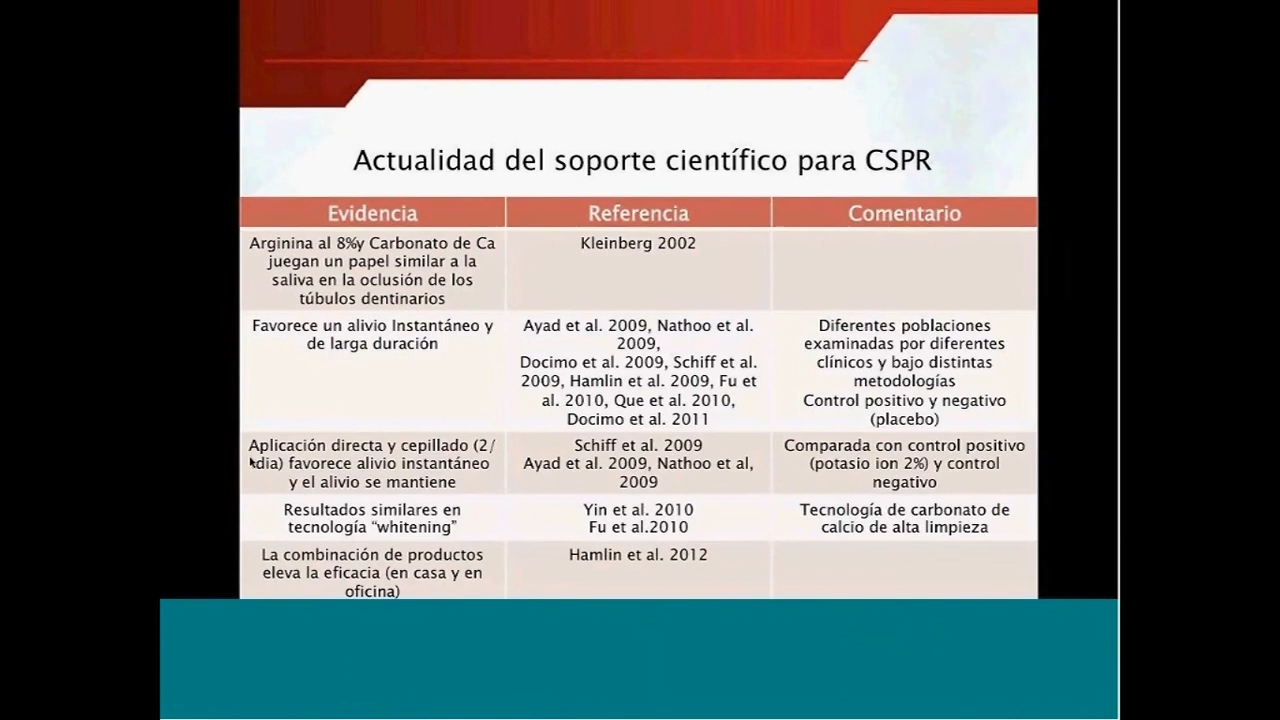 Actualidad del soporte científico para CSPR
Evidencia
Referencia
Comentario
Arginina al 8%y Carbonato de Ca
juegan un papel similar a la
saliva en la oclusión de los
túbulos dentinarios
Kleinberg 2002
Favorece un alivio Instantáneo y
de larga duración
Ayad et al. 2009, Nathoo et al.
2009,
Docimo et al. 2009, Schiff et al.
2009, Hamlin et al. 2009, Fu et
al. 2010, Que et al. 2010,
Docimo et al. 2011
Diferentes poblaciones
examinadas por diferentes
clínicos y bajo distintas
metodologías
Control positivo y negativo
(placebo)
Aplicación directa y cepillado (2/
dia) favorece alivio instantáneo
y el alivio se mantiene
Schiff et al. 2009
Ayad et al. 2009, Nathoo et al,
2009
Comparada con control positivo
(potasio ion 2%) y control
negativo
Resultados similares en
tecnología “whitening”
Yin et al. 2010
Fu et al.2010
Tecnología de carbonato de
calcio de alta limpieza
La combinación de productos
eleva la eficacia (en casa y en
oficina)
Hamlin et al. 2012